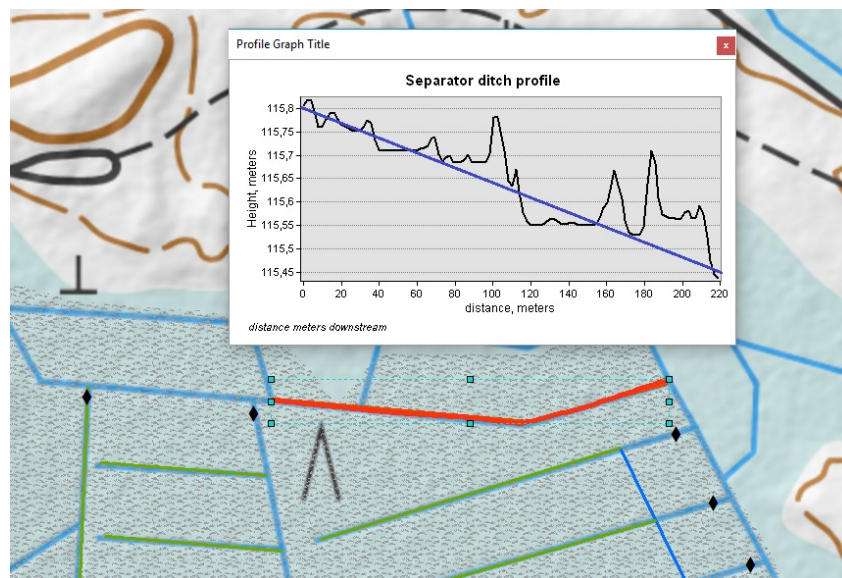 Profile Graph Title
x
Separator ditch profile
Height, meters
115,8
115,75
115,7
115,65
115,6
115,55
115,5
115,45
0 20 40 60 80 100 120 140 160 180 200 220
distance, meters
distance meters downstream